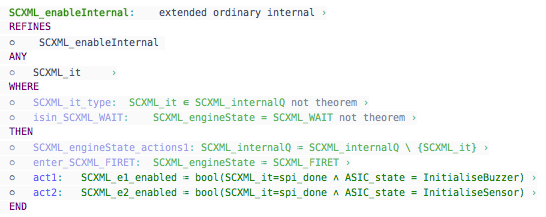 SCXML_enableInternal: extended ordinary internal ›
REFINES
○ SCXML_enableInternal
ANY
○ SCXML_it ›
WHERE
○ SCXML_it_type: SCXML_it ∈ SCXML_internalQ not theorem ›
○ isin_SCXML_WAIT: SCXML_engineState = SCXML_WAIT not theorem ›
THEN
○ SCXML_engineState_actions1: SCXML_internalQ ≔ SCXML_internalQ \ {SCXML_it} ›
○ enter_SCXML_FIRET: SCXML_engineState ≔ SCXML_FIRET ›
○ act1: SCXML_e1_enabled ≔ bool(SCXML_it=spi_done ∧ ASIC_state = InitialiseBuzzer) ›
○ act2: SCXML_e2_enabled ≔ bool(SCXML_it=spi_done ∧ ASIC_state = InitialiseSensor) ›
END